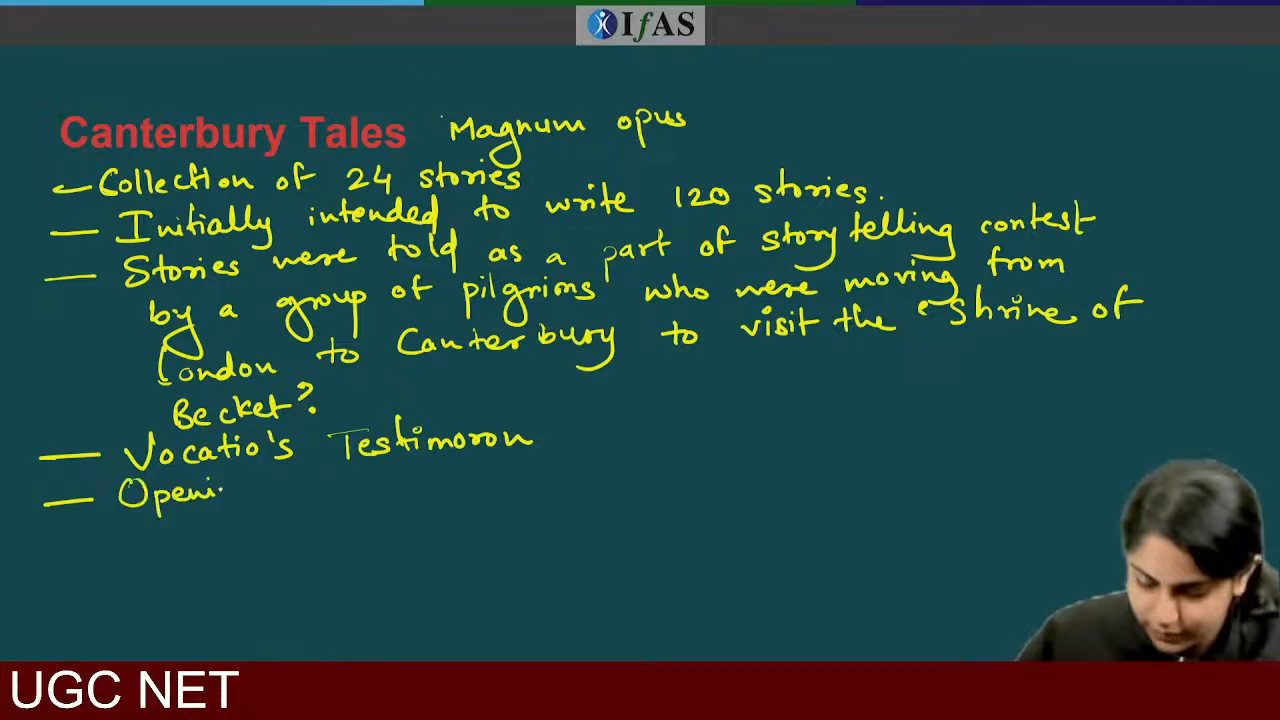 IfAS
Canterbury Tales Magnum opus
— Collection of 24 stories
— Initially intended to write 120 stories.
— Stories were told as a part of story telling contest
by a group of pilgrims who were moving from
London to Canterbury to visit the shrine of
Becket?
— Vocatio's Testimoron
— Openi
UGC NET